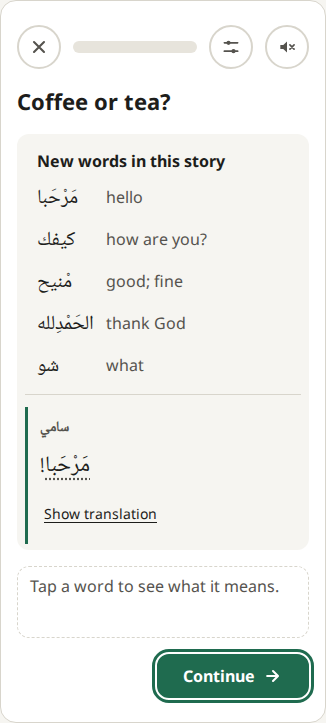 Coffee or tea?
New words in this story
مَرْحَبا hello
كيفك how are you?
مْنيح good; fine
الحَمْدِلله thank God
شو what
سامي
مَرْحَبا!
Show translation
Tap a word to see what it means.
Continue →